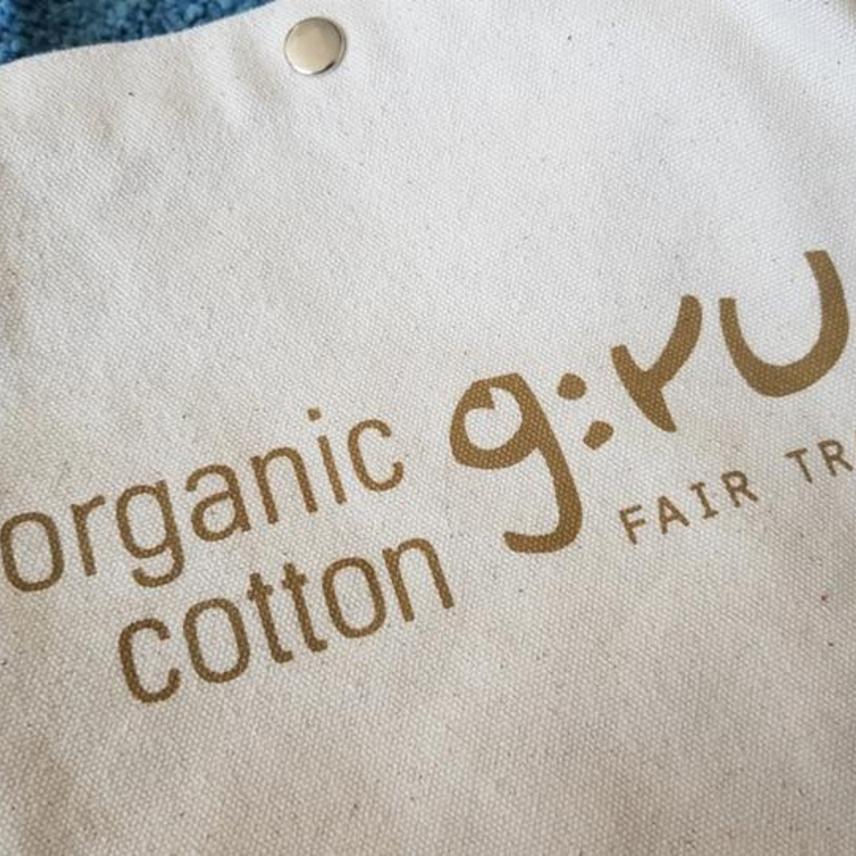 organic
cotton
g:ru
FAIR TR